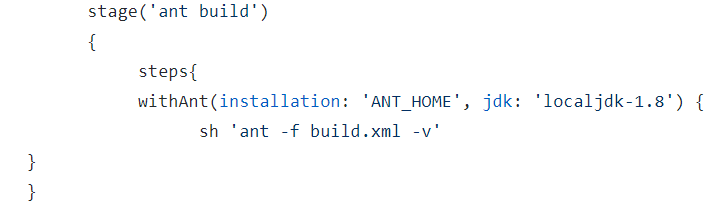 stage('ant build')
{
steps{
withAnt(installation: 'ANT_HOME', jdk: 'localjdk-1.8') {
sh 'ant -f build.xml -v'
}
}